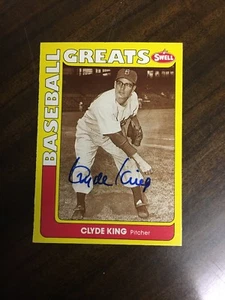 BASEBALL
GREATS
SWELL
Clyde King
CLYDE KING Pitcher